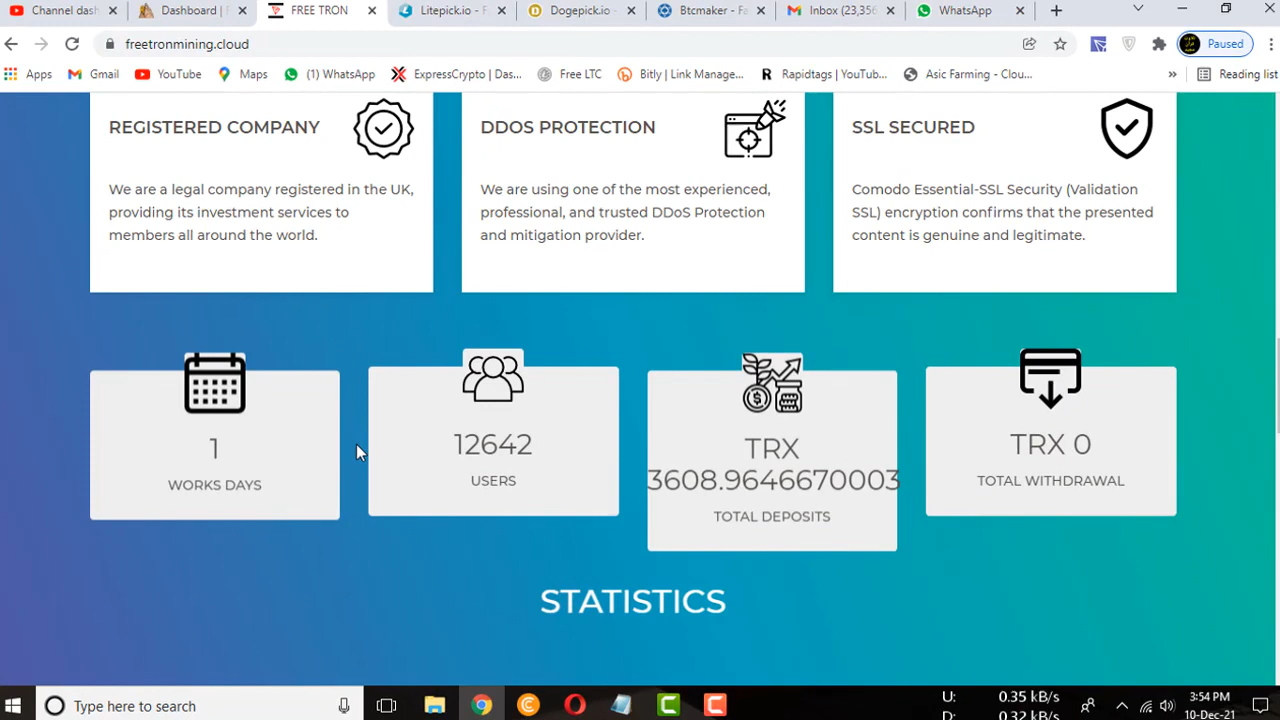 Channel dash
Dashboard |
FREE TRON
Litepick.io - F
Dogepick.io -
Btcmaker - Fa
Inbox (23,356
WhatsApp
freetronmining.cloud
Paused
Apps
Gmail
YouTube
Maps
(1) WhatsApp
ExpressCrypto | Das...
Free LTC
Bitly | Link Manage...
Rapidtags | YouTub...
Asic Farming - Clou...
»
Reading list
REGISTERED COMPANY
We are a legal company registered in the UK,
providing its investment services to
members all around the world.
DDOS PROTECTION
We are using one of the most experienced,
professional, and trusted DDoS Protection
and mitigation provider.
SSL SECURED
Comodo Essential-SSL Security (Validation
SSL) encryption confirms that the presented
content is genuine and legitimate.
1
WORKS DAYS
12642
USERS
TRX
3608.9646670003
TOTAL DEPOSITS
TRX 0
TOTAL WITHDRAWAL
STATISTICS
Type here to search
U: 0.35 kB/s
D: 0.32 kB/s
3:54 PM
10-Dec-21